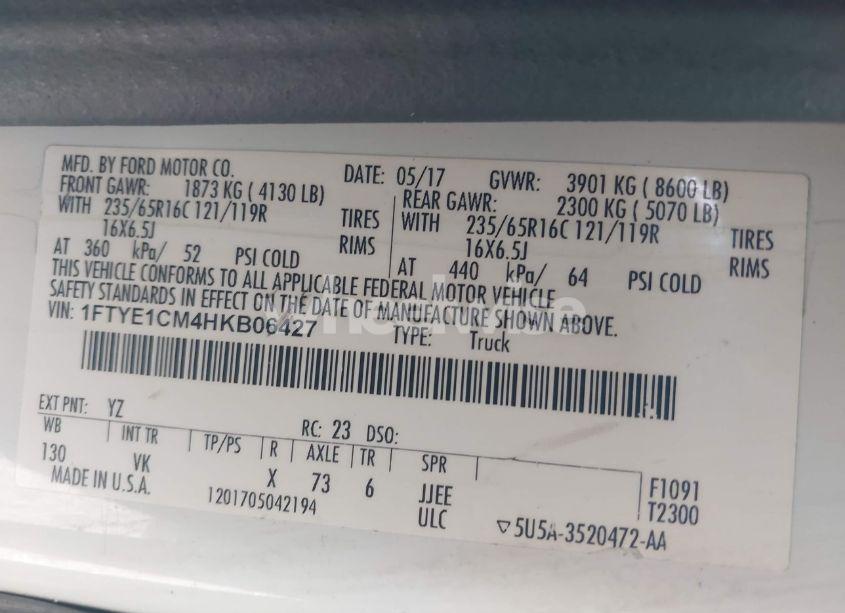 MFD. BY FORD MOTOR CO. DATE: 05/17 GVWR: 3901 KG ( 8600 LB)
FRONT GAWR: 1873 KG ( 4130 LB) REAR GAWR: 2300 KG ( 5070 LB)
WITH 235/65R16C 121/119R TIRES WITH 235/65R16C 121/119R TIRES
16X6.5J RIMS 16X6.5J RIMS
AT 360 kPa/ 52 PSI COLD AT 440 kPa/ 64 PSI COLD
THIS VEHICLE CONFORMS TO ALL APPLICABLE FEDERAL MOTOR VEHICLE
SAFETY STANDARDS IN EFFECT ON THE DATE OF MANUFACTURE SHOWN ABOVE.
VIN: 1FTYE1CM4HKB06427 TYPE: Truck
EXT PNT: YZ RC: 23 DSO:
WB INT TR TP/PS R AXLE TR SPR
130 VK X 73 6 JJEE F1091
MADE IN U.S.A. 1201705042194 ULC T2300
5U5A-3520472-AA